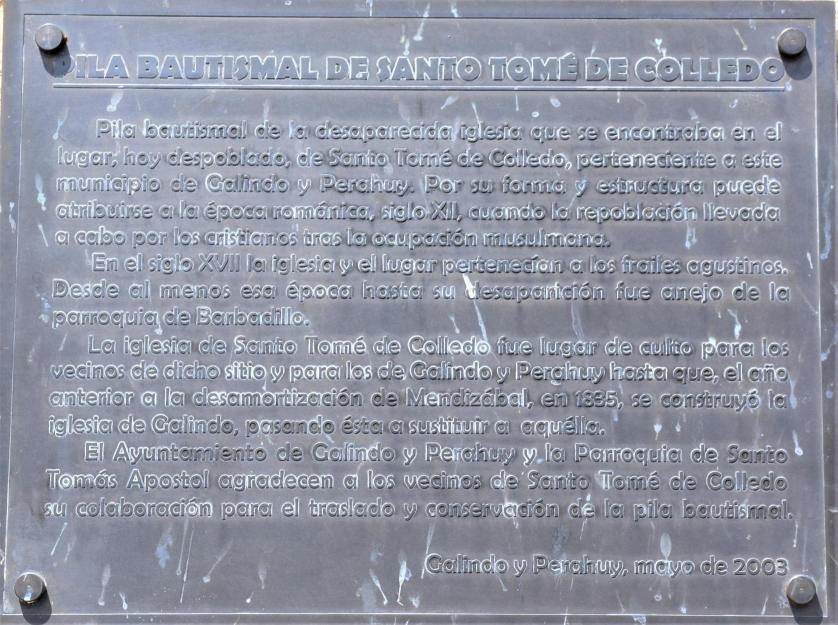 PILA BAUTISMAL DE SANTO TOMÉ DE COLLEDO
Pila bautismal de la desaparecida iglesia que se encontraba en el
lugar, hoy despoblado, de Santo Tomé de Colledo, perteneciente a este
municipio de Galindo y Perahuy. Por su forma y estructura puede
atribuirse a la época románica, siglo XII, cuando la repoblación llevada
a cabo por los cristianos tras la ocupación musulmana.
En el siglo XVII la iglesia y el lugar pertenecían a los frailes agustinos.
Desde al menos esa época hasta su desaparición fue anejo de la
parroquia de Barbadillo.
La iglesia de Santo Tomé de Colledo fue lugar de culto para los
vecinos de dicho sitio y para los de Galindo y Perahuy hasta que, el año
anterior a la desamortización de Mendizábal, en 1835, se construyó la
iglesia de Galindo, pasando ésta a sustituir a aquélla.
El Ayuntamiento de Galindo y Perahuy y la Parroquia de Santo
Tomás Apostol agradecen a los vecinos de Santo Tomé de Colledo
su colaboración para el traslado y conservación de la pila bautismal.
Galindo y Perahuy, mayo de 2003